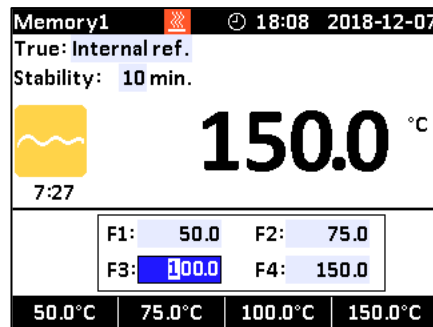 Memory1 18:08 2018-12-07
True: Internal ref.
Stability: 10 min.
150.0 °C
7:27
F1: 50.0 F2: 75.0
F3: 100.0 F4: 150.0
50.0°C 75.0°C 100.0°C 150.0°C